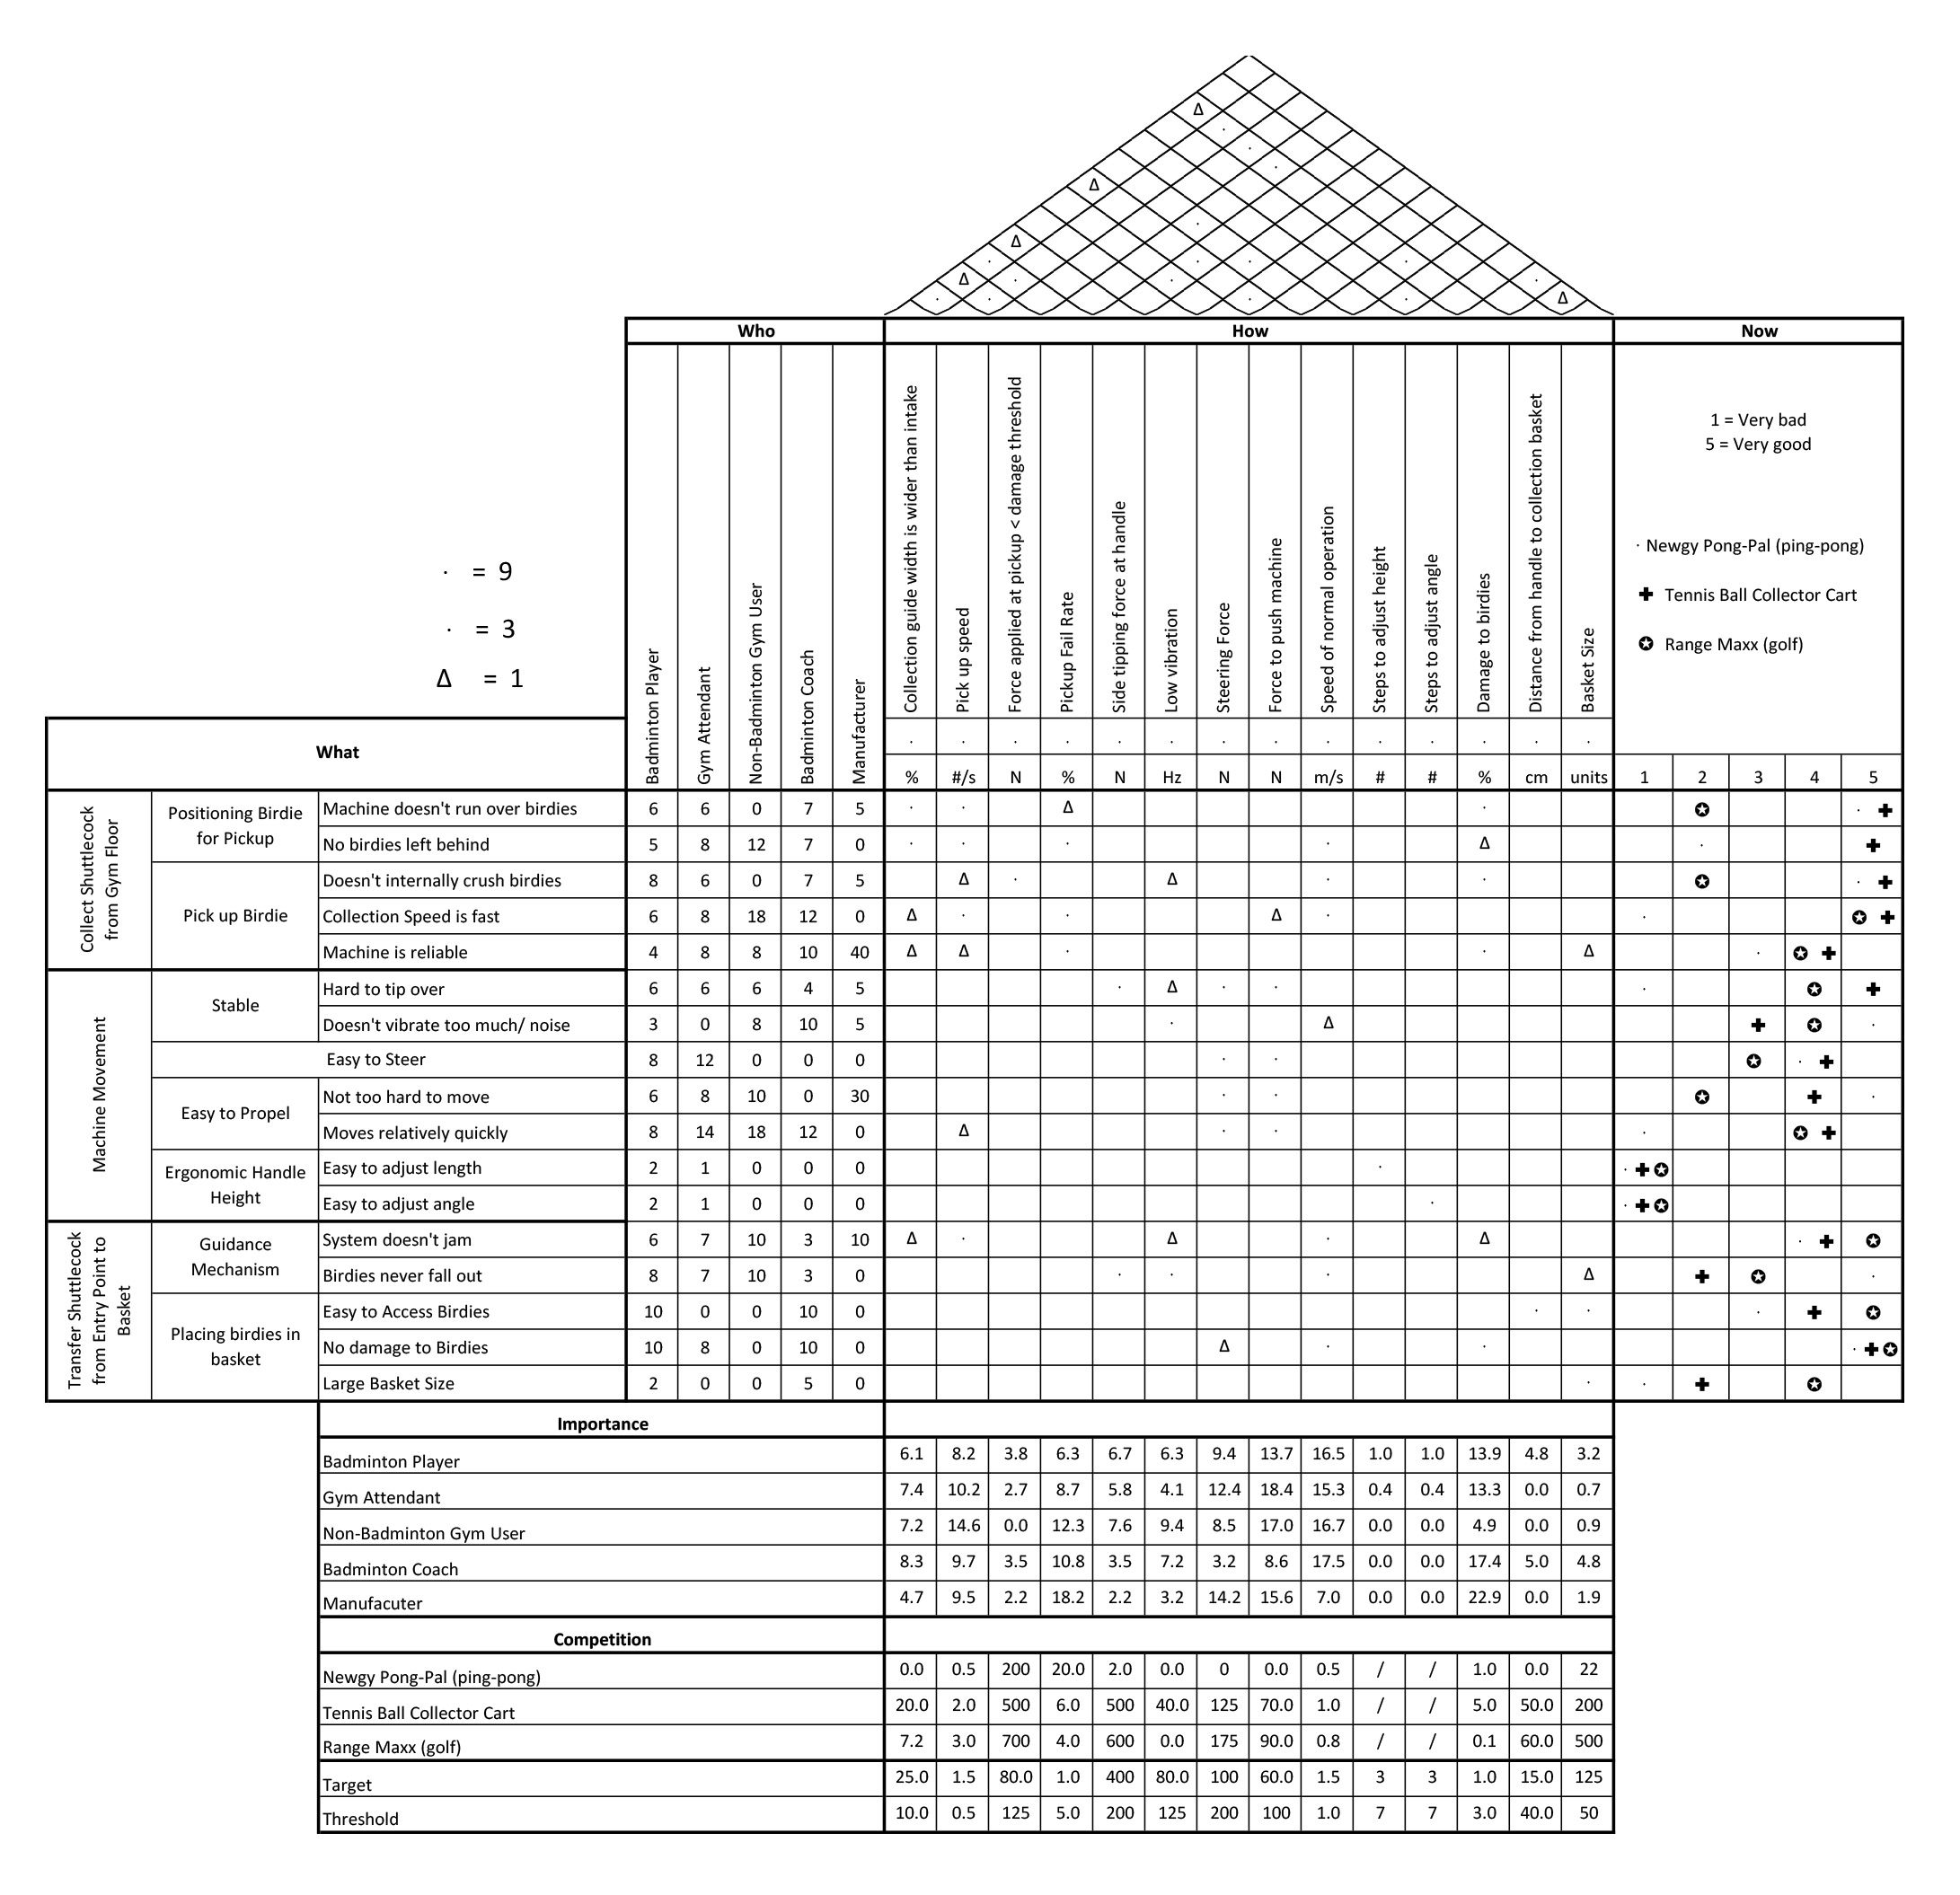 Δ
·
·
·
Δ
·
Δ
· · · ·
Δ · · ·
· · · · Δ
Who How Now
Badminton Player
Gym Attendant
Non-Badminton Gym User
Badminton Coach
Manufacturer
Collection guide width is wider than intake
Pick up speed
Force applied at pickup < damage threshold
Pickup Fail Rate
Side tipping force at handle
Low vibration
Steering Force
Force to push machine
Speed of normal operation
Steps to adjust height
Steps to adjust angle
Damage to birdies
Distance from handle to collection basket
Basket Size
1 = Very bad
5 = Very good
· Newgy Pong-Pal (ping-pong)
✚ Tennis Ball Collector Cart
✪ Range Maxx (golf)
· = 9
· = 3
Δ = 1
What
· · · · · · · · · · · · · ·
% #/s N % N Hz N N m/s # # % cm units 1 2 3 4 5
Collect Shuttlecock
from Gym Floor
Positioning Birdie
for Pickup
Machine doesn't run over birdies 6 6 0 7 5 · · Δ · ✪ · ✚
No birdies left behind 5 8 12 7 0 · · · · Δ · ✚
Pick up Birdie
Doesn't internally crush birdies 8 6 0 7 5 Δ · Δ · · ✪ · ✚
Collection Speed is fast 6 8 18 12 0 Δ · · Δ · · ✪ ✚
Machine is reliable 4 8 8 10 40 Δ Δ · · Δ · ✪ ✚
Machine Movement
Stable
Hard to tip over 6 6 6 4 5 · Δ · · · ✪ ✚
Doesn't vibrate too much/ noise 3 0 8 10 5 · Δ ✚ ✪ ·
Easy to Steer 8 12 0 0 0 · · ✪ · ✚
Easy to Propel
Not too hard to move 6 8 10 0 30 · · ✪ ✚ ·
Moves relatively quickly 8 14 18 12 0 Δ · · · ✪ ✚
Ergonomic Handle
Height
Easy to adjust length 2 1 0 0 0 · · ✚ ✪
Easy to adjust angle 2 1 0 0 0 · · ✚ ✪
Transfer Shuttlecock
from Entry Point to
Basket
Guidance
Mechanism
System doesn't jam 6 7 10 3 10 Δ · Δ · Δ · ✚ ✪
Birdies never fall out 8 7 10 3 0 · · · Δ ✚ ✪ ·
Placing birdies in
basket
Easy to Access Birdies 10 0 0 10 0 · · · ✚ ✪
No damage to Birdies 10 8 0 10 0 Δ · · · ✚ ✪
Large Basket Size 2 0 0 5 0 · · ✚ ✪
Importance
Badminton Player 6.1 8.2 3.8 6.3 6.7 6.3 9.4 13.7 16.5 1.0 1.0 13.9 4.8 3.2
Gym Attendant 7.4 10.2 2.7 8.7 5.8 4.1 12.4 18.4 15.3 0.4 0.4 13.3 0.0 0.7
Non-Badminton Gym User 7.2 14.6 0.0 12.3 7.6 9.4 8.5 17.0 16.7 0.0 0.0 4.9 0.0 0.9
Badminton Coach 8.3 9.7 3.5 10.8 3.5 7.2 3.2 8.6 17.5 0.0 0.0 17.4 5.0 4.8
Manufacuter 4.7 9.5 2.2 18.2 2.2 3.2 14.2 15.6 7.0 0.0 0.0 22.9 0.0 1.9
Competition
Newgy Pong-Pal (ping-pong) 0.0 0.5 200 20.0 2.0 0.0 0 0.0 0.5 / / 1.0 0.0 22
Tennis Ball Collector Cart 20.0 2.0 500 6.0 500 40.0 125 70.0 1.0 / / 5.0 50.0 200
Range Maxx (golf) 7.2 3.0 700 4.0 600 0.0 175 90.0 0.8 / / 0.1 60.0 500
Target 25.0 1.5 80.0 1.0 400 80.0 100 60.0 1.5 3 3 1.0 15.0 125
Threshold 10.0 0.5 125 5.0 200 125 200 100 1.0 7 7 3.0 40.0 50